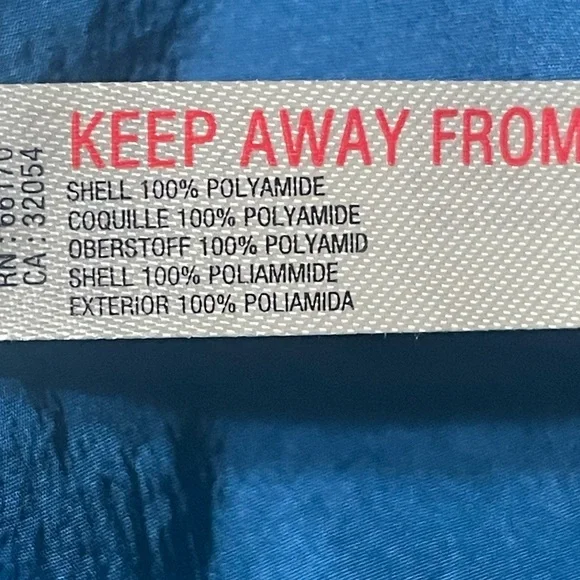 KEEP AWAY FROM
SHELL 100% POLYAMIDE
COQUILLE 100% POLYAMIDE
OBERSTOFF 100% POLYAMID
SHELL 100% POLIAMMIDE
EXTERIOR 100% POLIAMIDA
RN :
CA : 32054